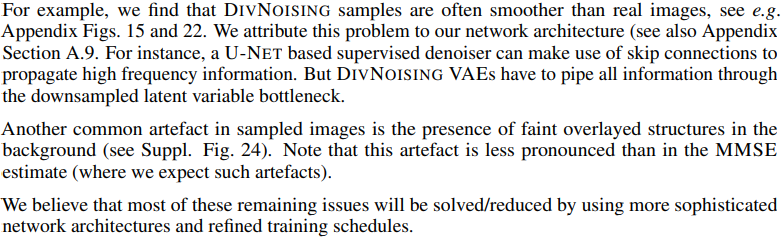 For example, we find that DIVNOISING samples are often smoother than real images, see e.g.
Appendix Figs. 15 and 22. We attribute this problem to our network architecture (see also Appendix
Section A.9. For instance, a U-NET based supervised denoiser can make use of skip connections to
propagate high frequency information. But DIVNOISING VAEs have to pipe all information through
the downsampled latent variable bottleneck.
Another common artefact in sampled images is the presence of faint overlayed structures in the
background (see Suppl. Fig. 24). Note that this artefact is less pronounced than in the MMSE
estimate (where we expect such artefacts).
We believe that most of these remaining issues will be solved/reduced by using more sophisticated
network architectures and refined training schedules.